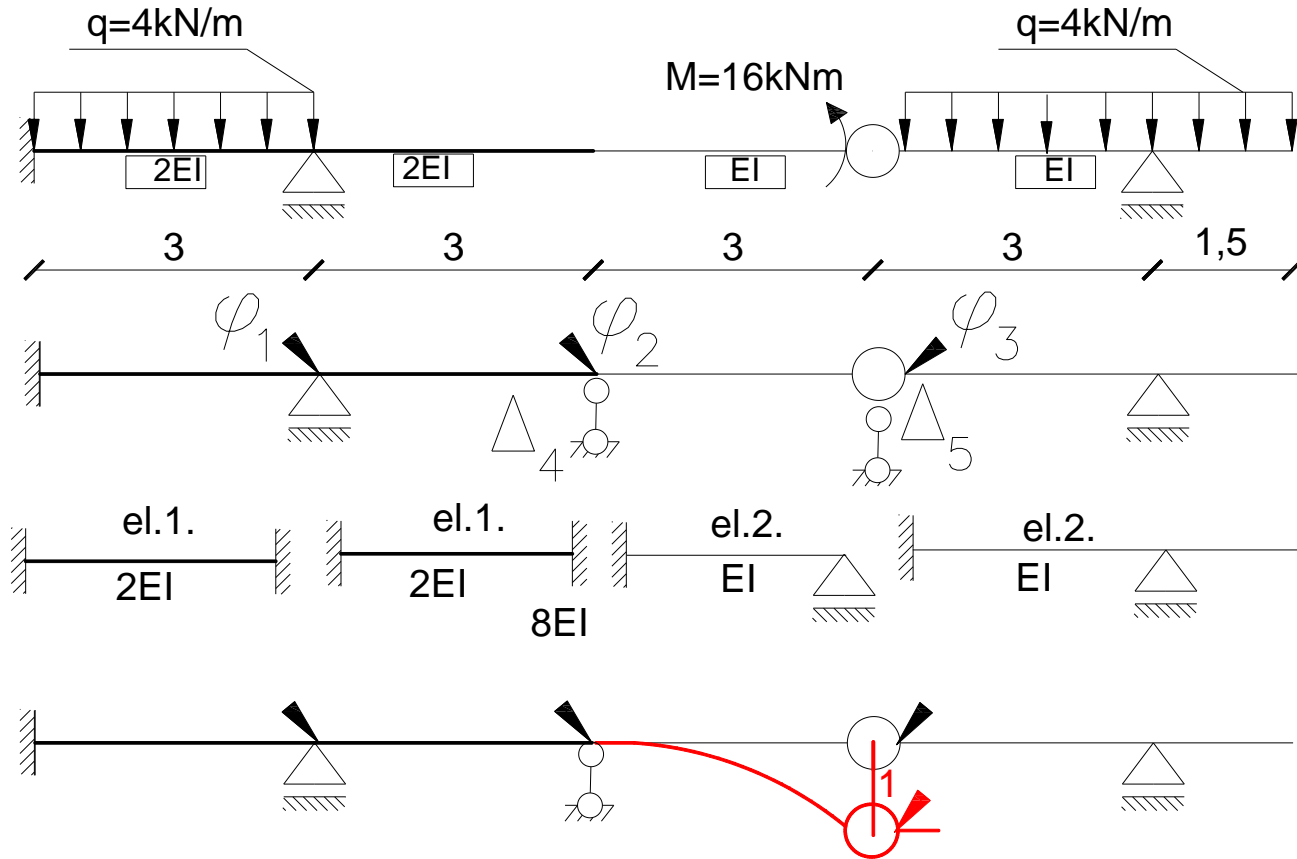 q=4kN/m q=4kN/m
M=16kNm
2EI 2EI EI EI
3 3 3 3 1,5
φ1 φ2 φ3
Δ4 Δ5
el.1. el.1. el.2. el.2.
2EI 2EI EI EI
8EI
1